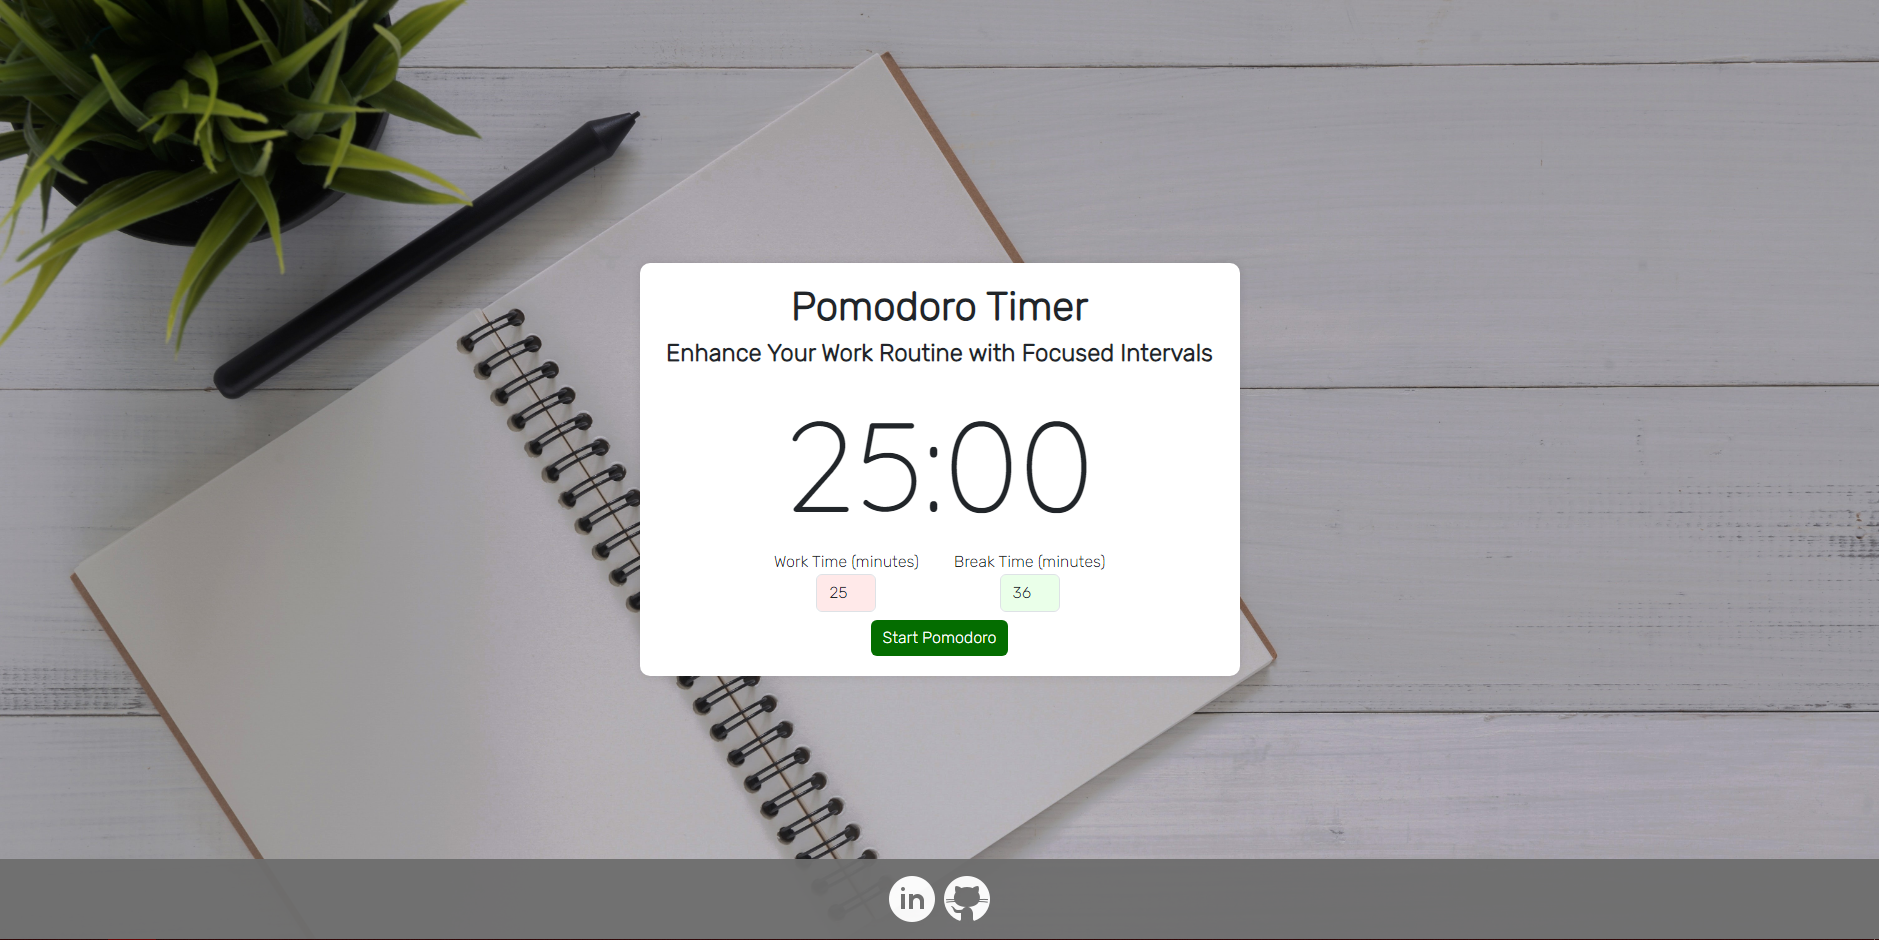 Pomodoro Timer
Enhance Your Work Routine with Focused Intervals
25:00
Work Time (minutes) Break Time (minutes)
25 36
Start Pomodoro
in